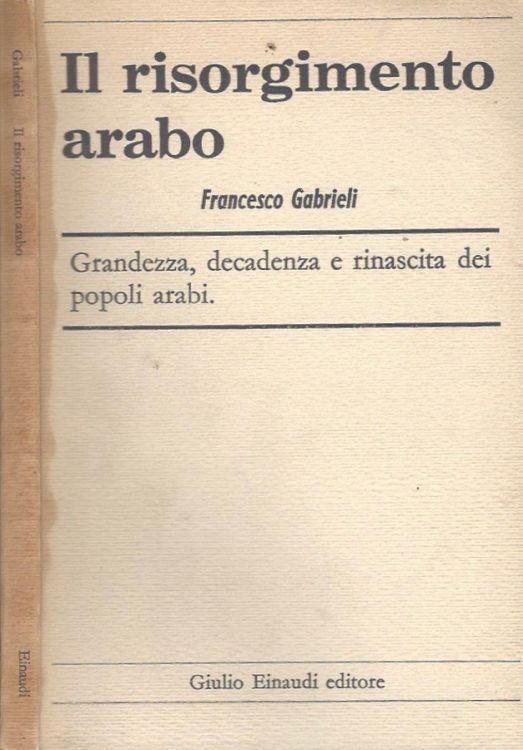 Gabrieli Il risorgimento arabo
Einaudi
Il risorgimento
arabo
Francesco Gabrieli
Grandezza, decadenza e rinascita dei
popoli arabi.
Giulio Einaudi editore